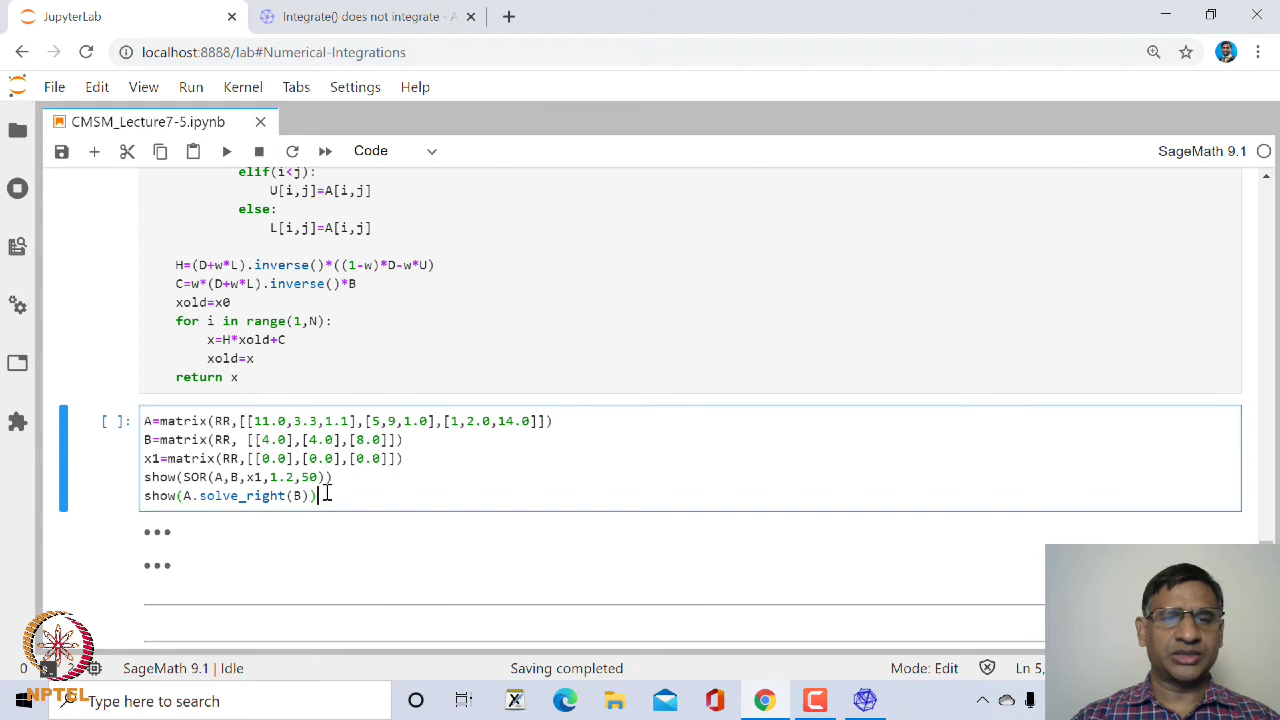 JupyterLab
Integrate() does not integrate - A
localhost:8888/lab#Numerical-Integrations
File Edit View Run Kernel Tabs Settings Help
CMSM_Lecture7-5.ipynb
Code
SageMath 9.1
elif(i<j):
U[i,j]=A[i,j]
else:
L[i,j]=A[i,j]
H=(D+w*L).inverse()*((1-w)*D-w*U)
C=w*(D+w*L).inverse()*B
xold=x0
for i in range(1,N):
x=H*xold+C
xold=x
return x
[ ]:
A=matrix(RR,[[11.0,3.3,1.1],[5,9,1.0],[1,2.0,14.0]])
B=matrix(RR, [[4.0],[4.0],[8.0]])
x1=matrix(RR,[[0.0],[0.0],[0.0]])
show(SOR(A,B,x1,1.2,50))
show(A.solve_right(B))
0
SageMath 9.1 | Idle
Saving completed
Mode: Edit
Ln 5,
NPTEL
Type here to search